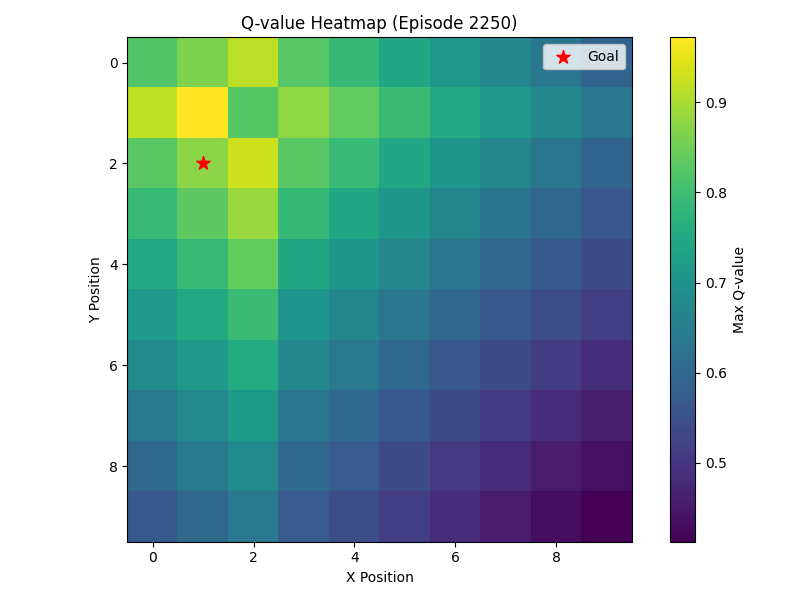 Q-value Heatmap (Episode 2250)
Goal
0
2
4
6
8
Y Position
0 2 4 6 8
X Position
0.9
0.8
0.7
0.6
0.5
Max Q-value